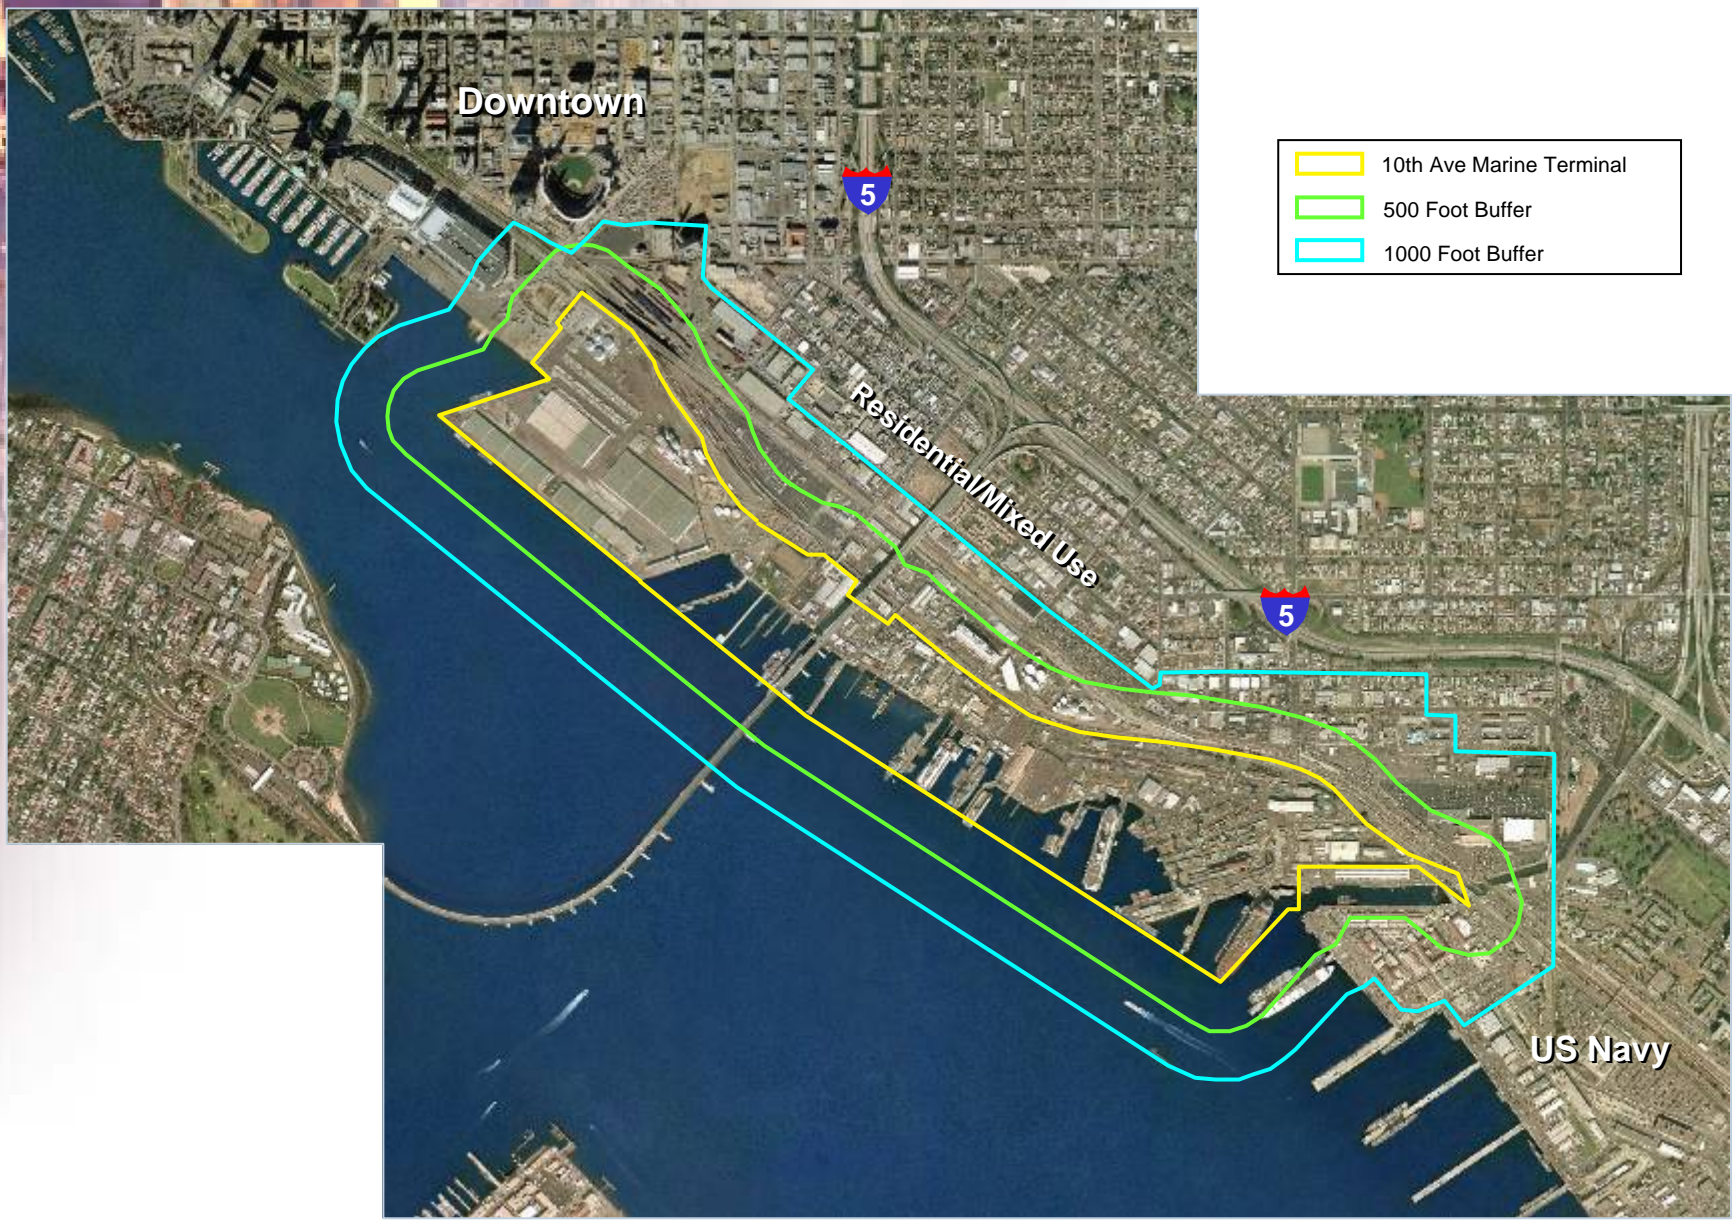 Downtown
5
10th Ave Marine Terminal
500 Foot Buffer
1000 Foot Buffer
Residential/Mixed Use
5
US Navy